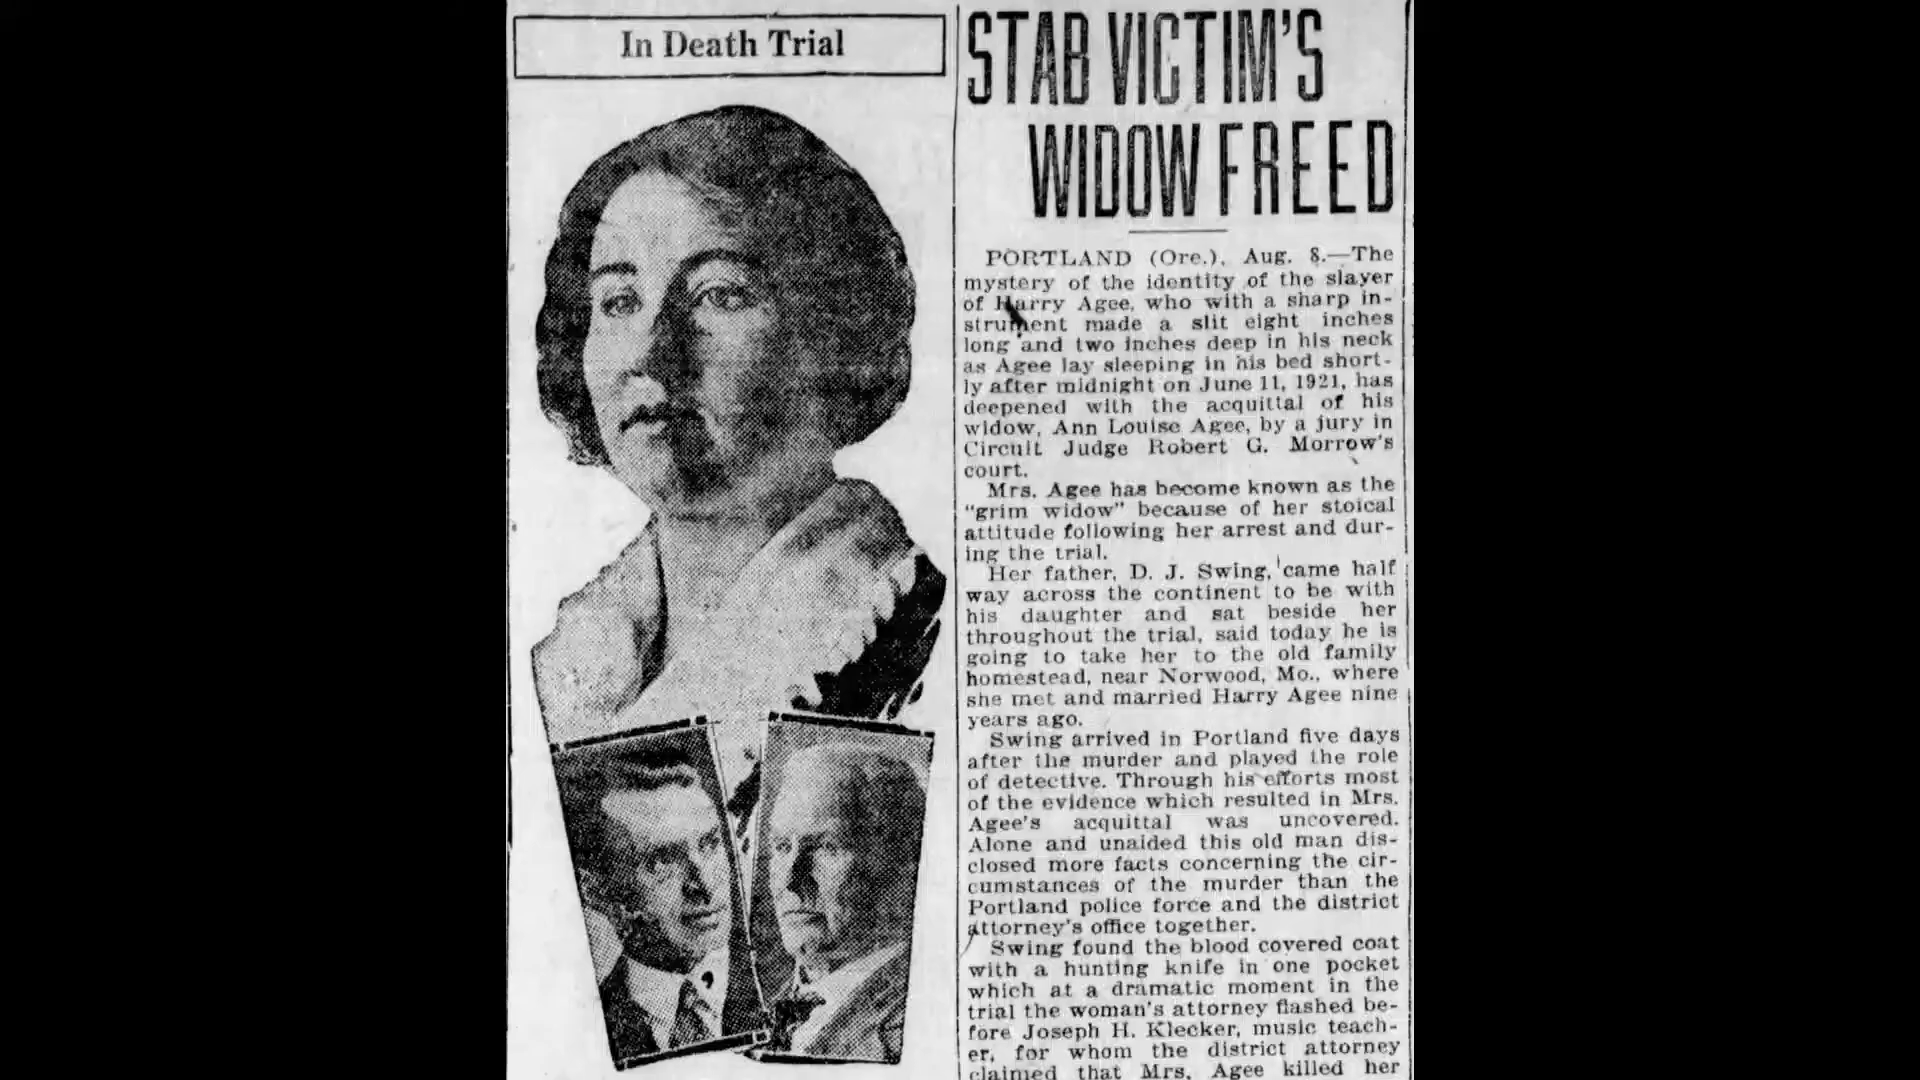 In Death Trial
STAB VICTIM'S
WIDOW FREED
PORTLAND (Ore.), Aug. 8.—The
mystery of the identity of the slayer
of Harry Agee, who with a sharp in-
strument made a slit eight inches
long and two inches deep in his neck
as Agee lay sleeping in his bed short-
ly after midnight on June 11, 1921, has
deepened with the acquittal of his
widow, Ann Louise Agee, by a jury in
Circuit Judge Robert G. Morrow's
court.
Mrs. Agee has become known as the
"grim widow" because of her stoical
attitude following her arrest and dur-
ing the trial.
Her father, D. J. Swing, came half
way across the continent to be with
his daughter and sat beside her
throughout the trial, said today he is
going to take her to the old family
homestead, near Norwood, Mo., where
she met and married Harry Agee nine
years ago.
Swing arrived in Portland five days
after the murder and played the role
of detective. Through his efforts most
of the evidence which resulted in Mrs.
Agee's acquittal was uncovered.
Alone and unaided this old man dis-
closed more facts concerning the cir-
cumstances of the murder than the
Portland police force and the district
attorney's office together.
Swing found the blood covered coat
with a hunting knife in one pocket
which at a dramatic moment in the
trial the woman's attorney flashed be-
fore Joseph H. Klecker, music teach-
er, for whom the district attorney
claimed that Mrs. Agee killed her